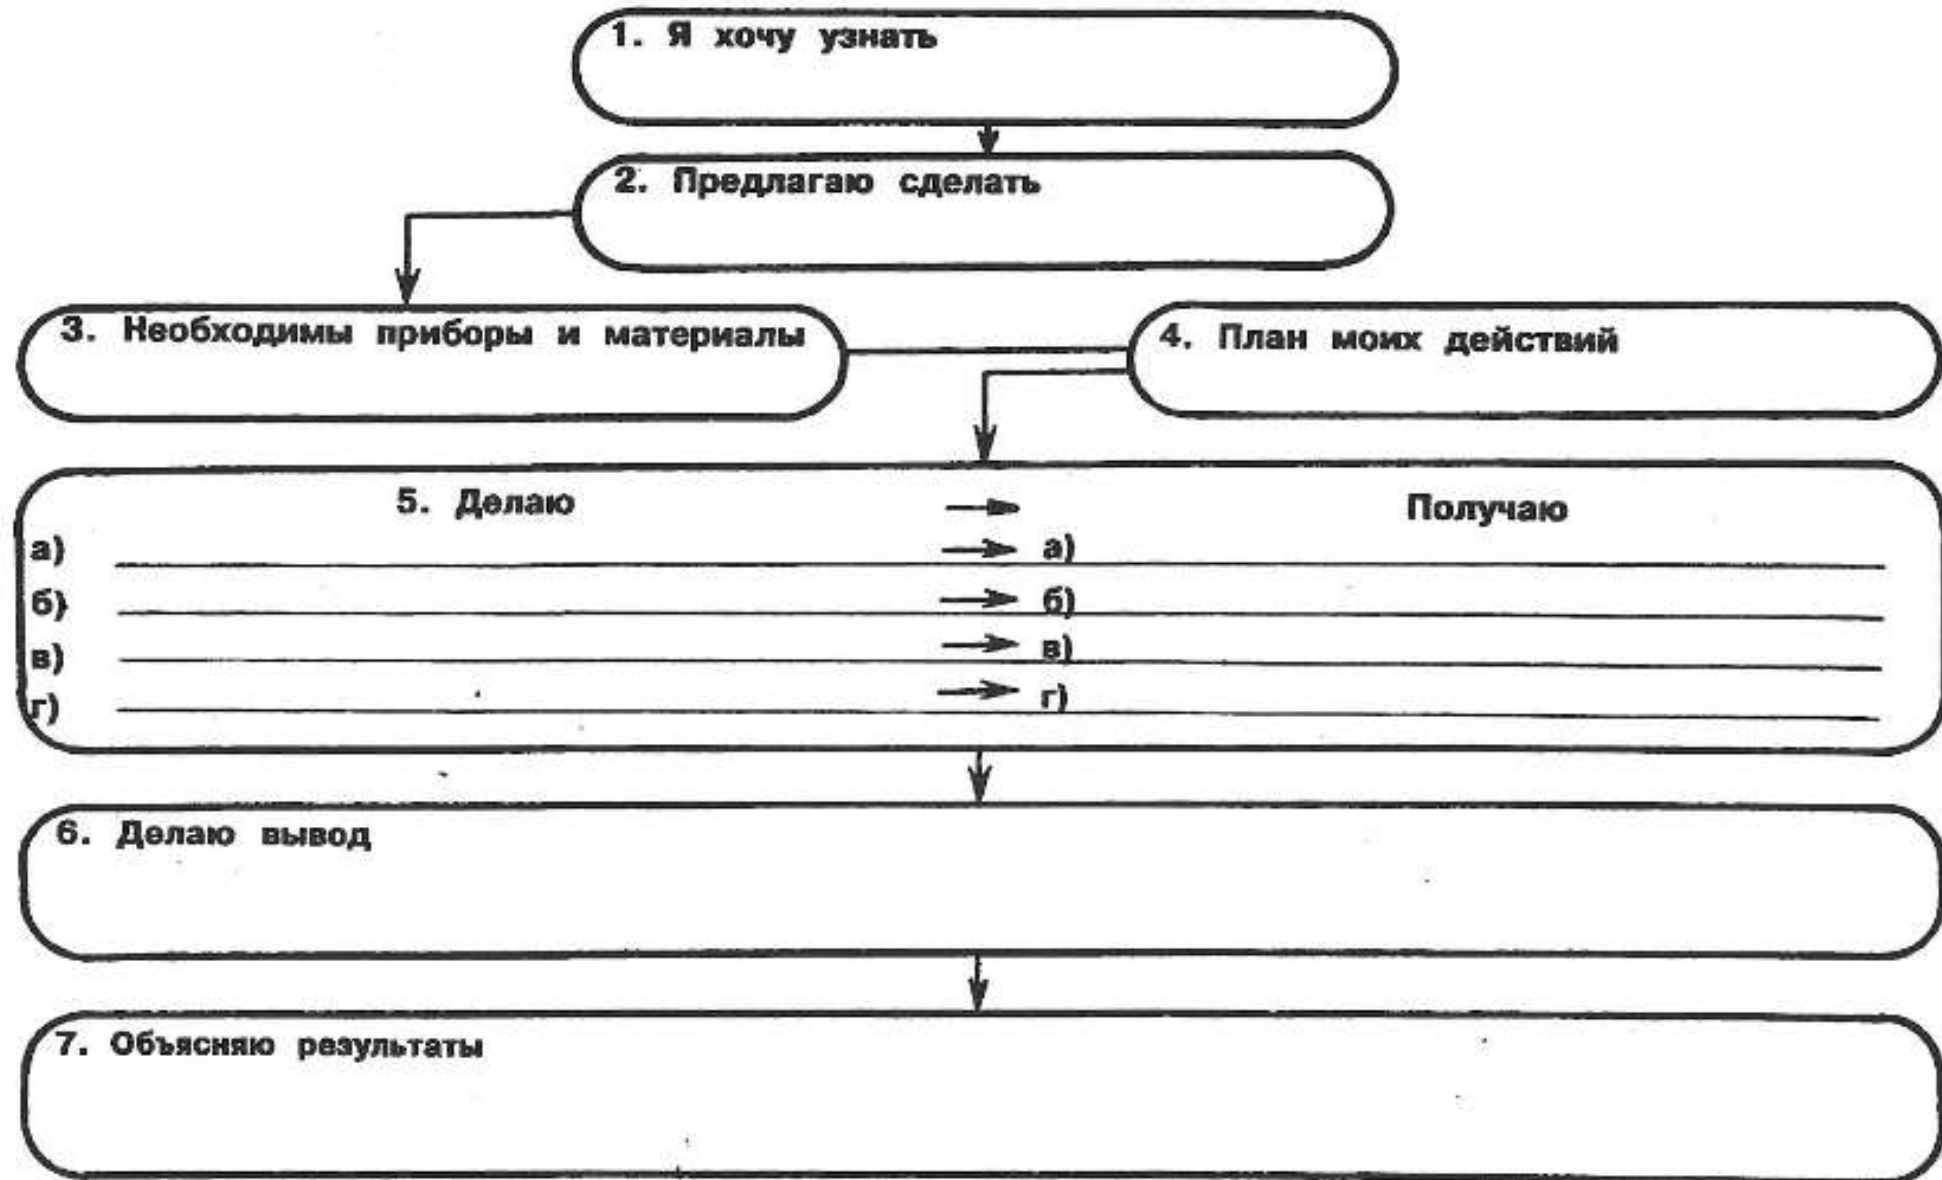 1. Я хочу узнать
2. Предлагаю сделать
3. Необходимы приборы и материалы
4. План моих действий
5. Делаю → Получаю
а) → а)
б) → б)
в) → в)
г) → г)
6. Делаю вывод
7. Объясняю результаты